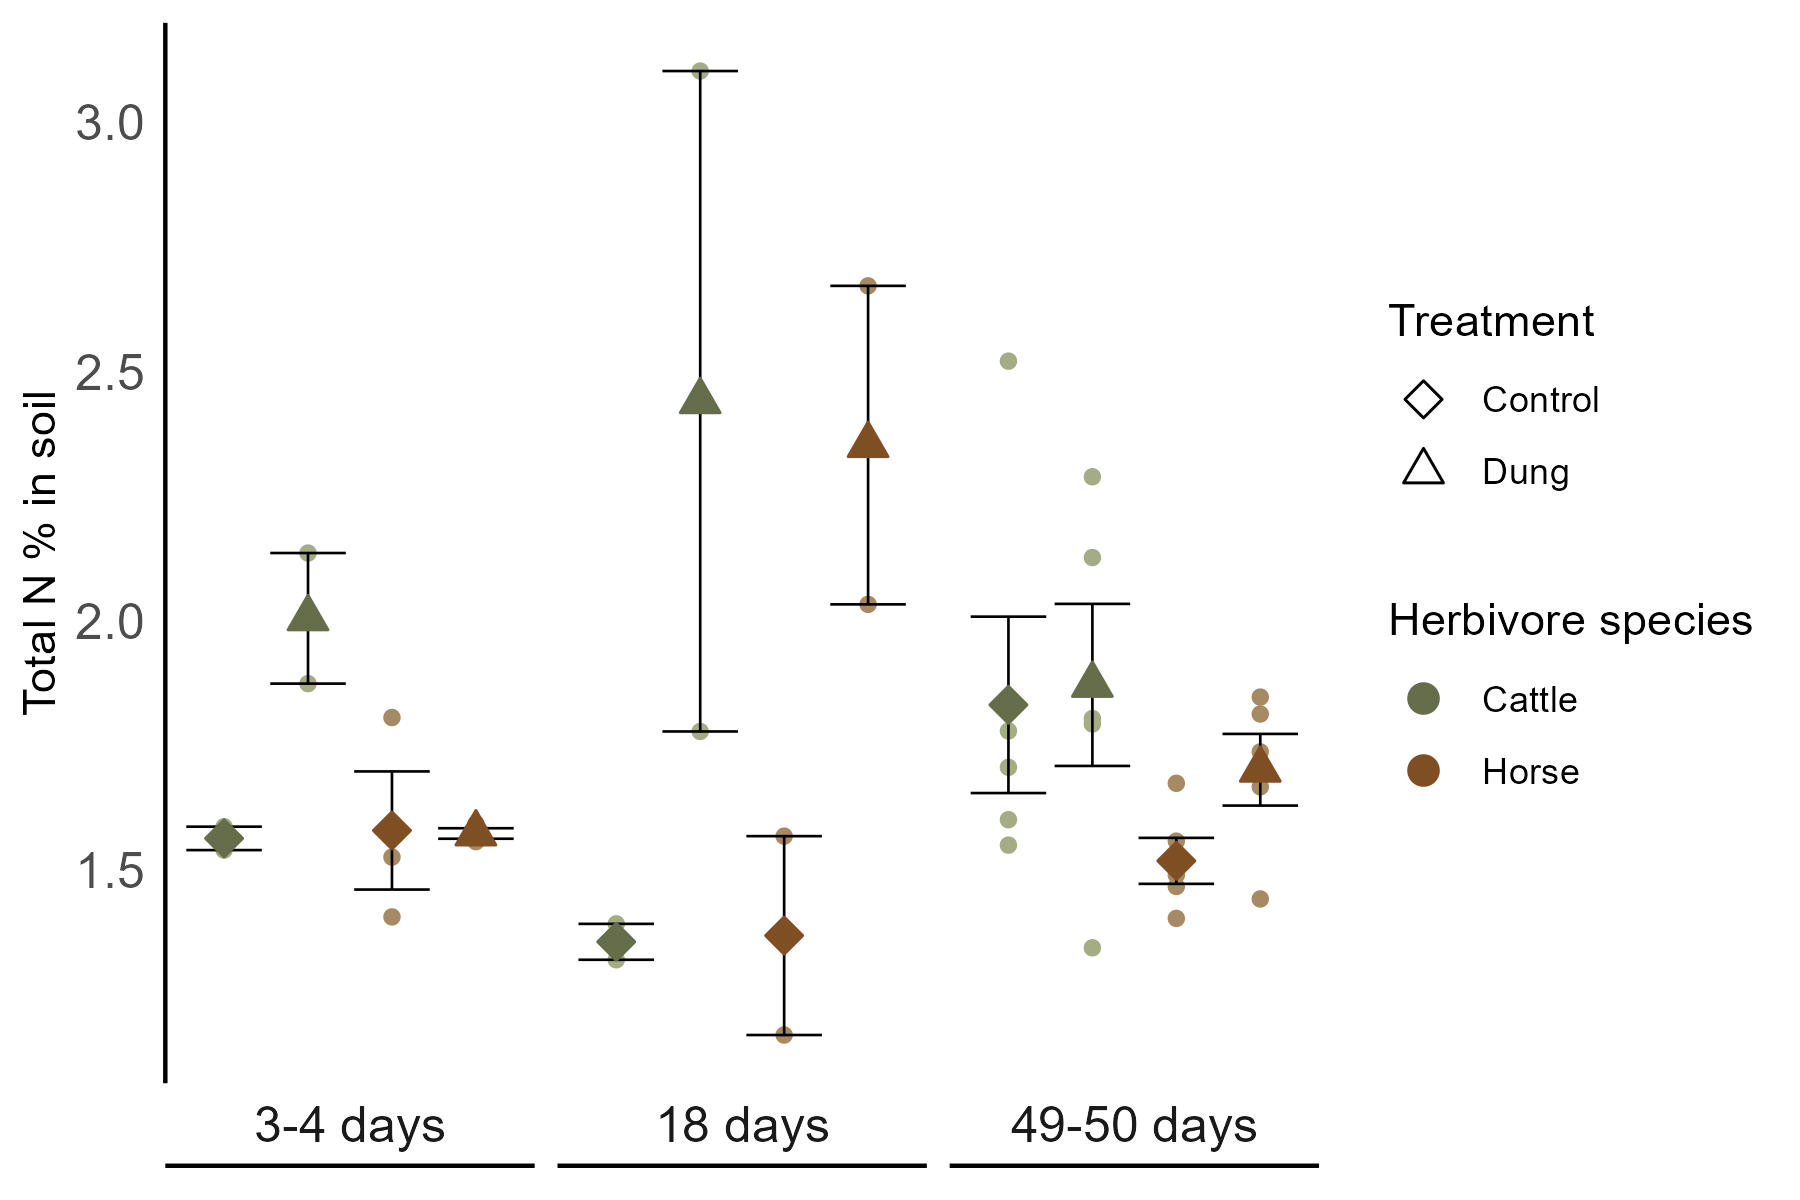 Total N % in soil
3.0
2.5
2.0
1.5
3-4 days
18 days
49-50 days
Treatment
Control
Dung
Herbivore species
Cattle
Horse